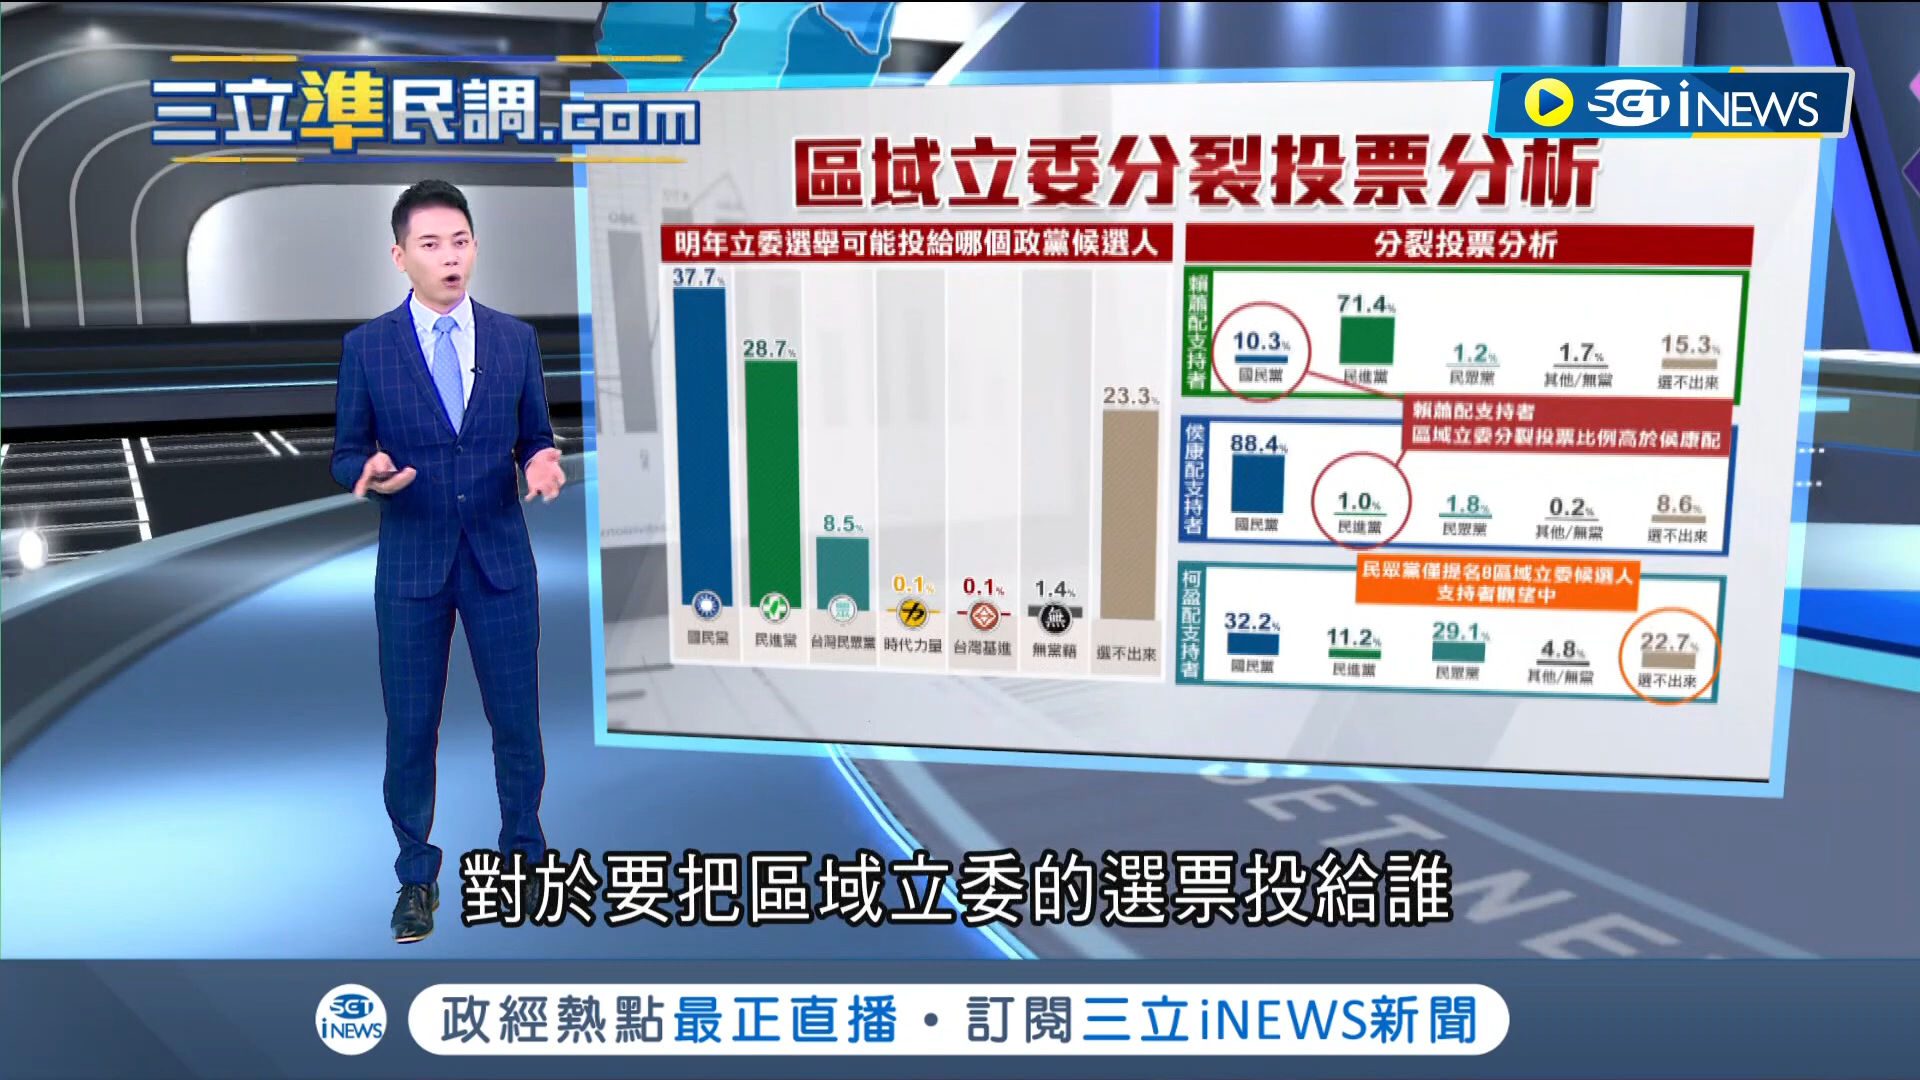 三立準民調.com
SET iNEWS
區域立委分裂投票分析
明年立委選舉可能投給哪個政黨候選人
37.7%
28.7%
8.5%
0.1%
0.1%
1.4%
23.3%
國民黨
民進黨
台灣民眾黨
時代力量
台灣基進
無黨籍
選不出來
分裂投票分析
賴蕭配支持者
10.3% 71.4% 1.2% 1.7% 15.3%
國民黨 民進黨 民眾黨 其他/無黨 選不出來
賴蕭配支持者
區域立委分裂投票比例高於侯康配
侯康配支持者
88.4% 1.0% 1.8% 0.2% 8.6%
國民黨 民進黨 民眾黨 其他/無黨 選不出來
民眾黨僅提名8區域立委候選人
支持者觀望中
柯盈配支持者
32.2% 11.2% 29.1% 4.8% 22.7%
國民黨 民進黨 民眾黨 其他/無黨 選不出來
SET NEW
對於要把區域立委的選票投給誰
SET iNEWS
政經熱點最正直播・訂閱三立iNEWS新聞